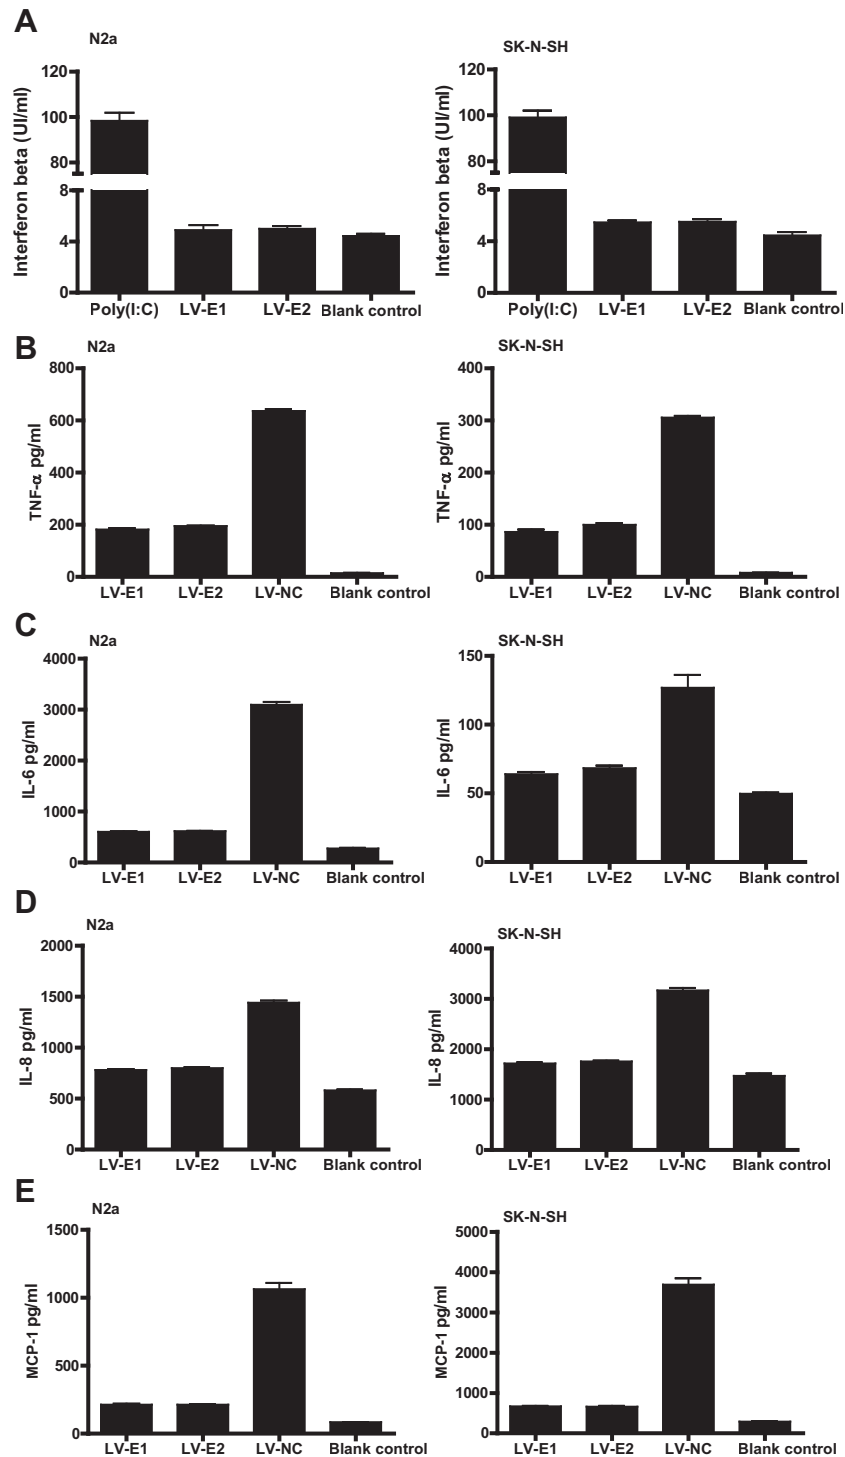 A
N2a
Interferon beta (UI/ml)
120
100
80
8
4
0
Poly(I:C) LV-E1 LV-E2 Blank control
SK-N-SH
Interferon beta (UI/ml)
120
100
80
8
4
0
Poly(I:C) LV-E1 LV-E2 Blank control
B
N2a
TNF-α pg/ml
800
600
400
200
0
LV-E1 LV-E2 LV-NC Blank control
SK-N-SH
TNF-α pg/ml
400
300
200
100
0
LV-E1 LV-E2 LV-NC Blank control
C
N2a
IL-6 pg/ml
4000
3000
2000
1000
0
LV-E1 LV-E2 LV-NC Blank control
SK-N-SH
IL-6 pg/ml
150
100
50
0
LV-E1 LV-E2 LV-NC Blank control
D
N2a
IL-8 pg/ml
2000
1500
1000
500
0
LV-E1 LV-E2 LV-NC Blank control
SK-N-SH
IL-8 pg/ml
4000
3000
2000
1000
0
LV-E1 LV-E2 LV-NC Blank control
E
N2a
MCP-1 pg/ml
1500
1000
500
0
LV-E1 LV-E2 LV-NC Blank control
SK-N-SH
MCP-1 pg/ml
5000
4000
3000
2000
1000
0
LV-E1 LV-E2 LV-NC Blank control